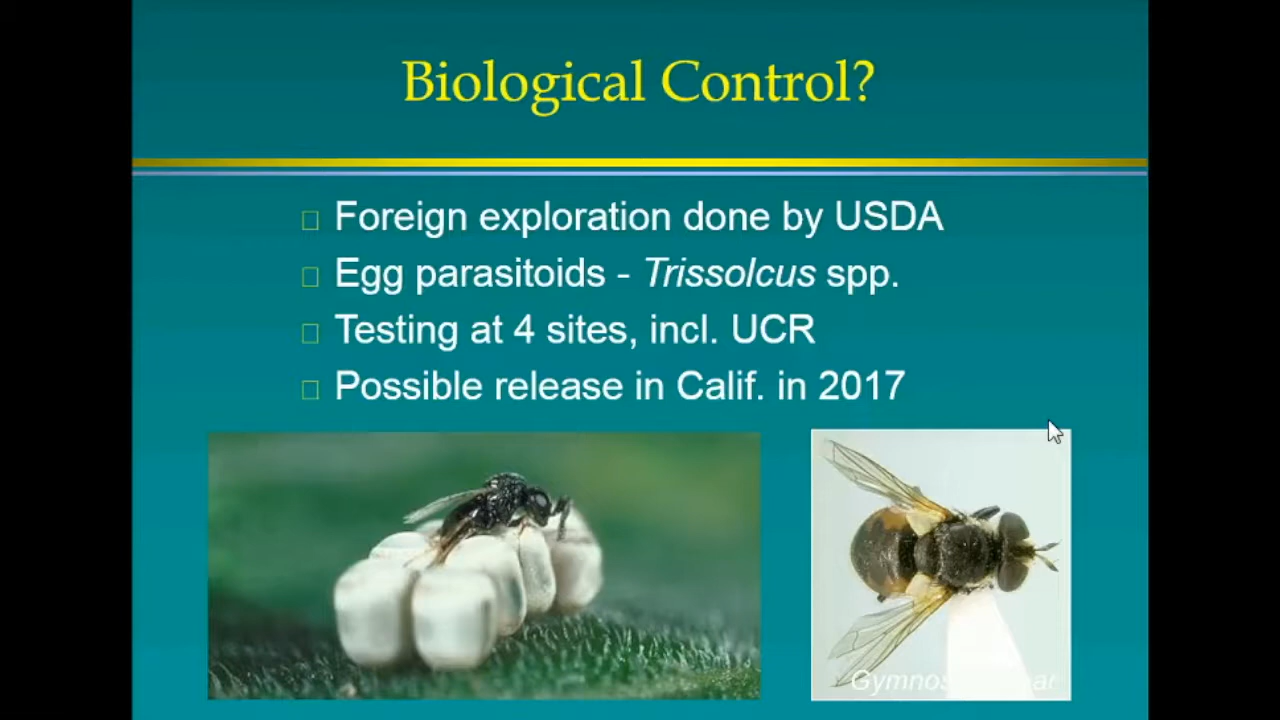 Biological Control?
Foreign exploration done by USDA
Egg parasitoids - Trissolcus spp.
Testing at 4 sites, incl. UCR
Possible release in Calif. in 2017